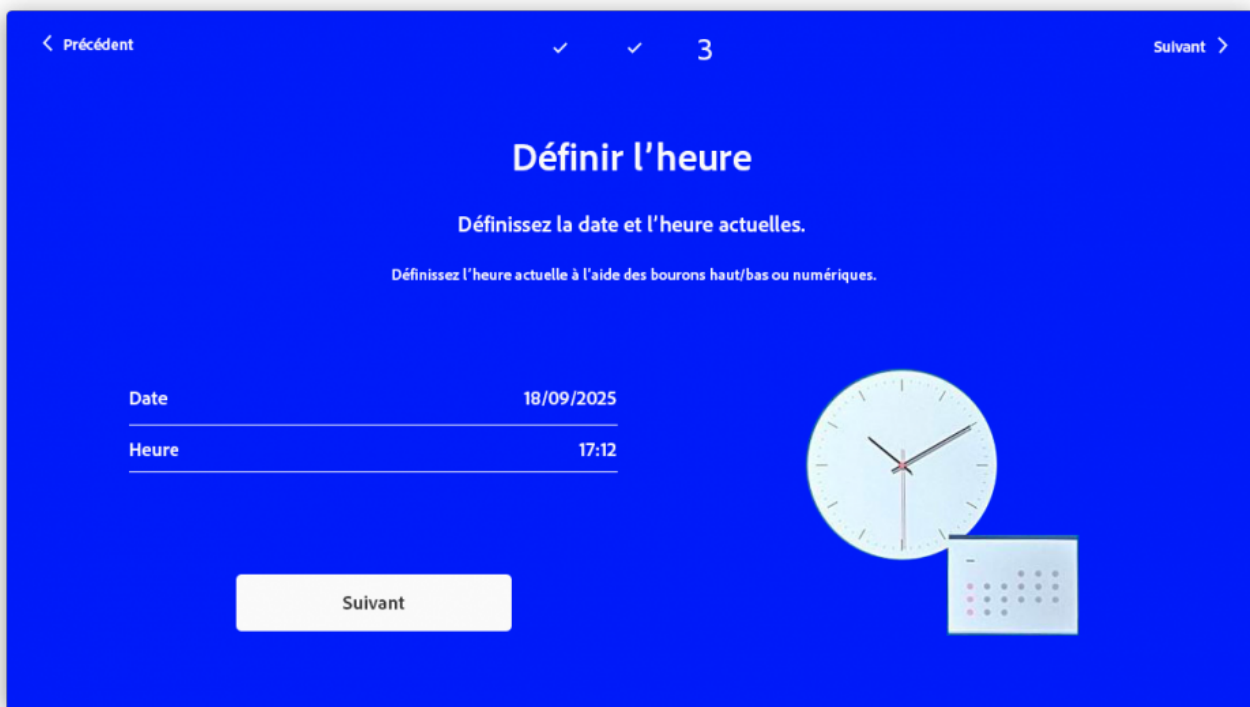 Précédent
3
Suivant
Définir l'heure
Définissez la date et l'heure actuelles.
Définissez l'heure actuelle à l'aide des bourons haut/bas ou numériques.
Date 18/09/2025
Heure 17:12
Suivant